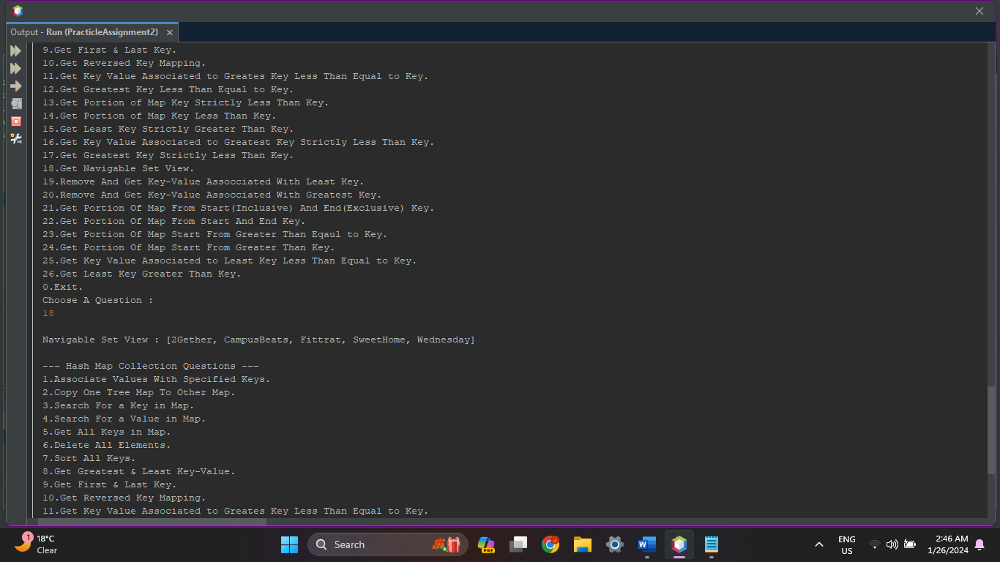 Output - Run (PracticleAssignment2)
9.Get First & Last Key.
10.Get Reversed Key Mapping.
11.Get Key Value Associated to Greates Key Less Than Equal to Key.
12.Get Greatest Key Less Than Equal to Key.
13.Get Portion of Map Key Strictly Less Than Key.
14.Get Portion of Map Key Less Than Key.
15.Get Least Key Strictly Greater Than Key.
16.Get Key Value Associated to Greatest Key Strictly Less Than Key.
17.Get Greatest Key Strictly Less Than Key.
18.Get Navigable Set View.
19.Remove And Get Key-Value Assocciated With Least Key.
20.Remove And Get Key-Value Assocciated With Greatest Key.
21.Get Portion Of Map From Start(Inclusive) And End(Exclusive) Key.
22.Get Portion Of Map From Start And End Key.
23.Get Portion Of Map Start From Greater Than Eqaul to Key.
24.Get Portion Of Map Start From Greater Than Key.
25.Get Key Value Associated to Least Key Less Than Equal to Key.
26.Get Least Key Greater Than Key.
0.Exit.
Choose A Question :
18
Navigable Set View : [2Gether, CampusBeats, Fittrat, SweetHome, Wednesday]
--- Hash Map Collection Questions ---
1.Associate Values With Specified Keys.
2.Copy One Tree Map To Other Map.
3.Search For a Key in Map.
4.Search For a Value in Map.
5.Get All Keys in Map.
6.Delete All Elements.
7.Sort All Keys.
8.Get Greatest & Least Key-Value.
9.Get First & Last Key.
10.Get Reversed Key Mapping.
11.Get Key Value Associated to Greates Key Less Than Equal to Key.
1
18°C
Clear
Search
PRE
ENG
US
2:46 AM
1/26/2024